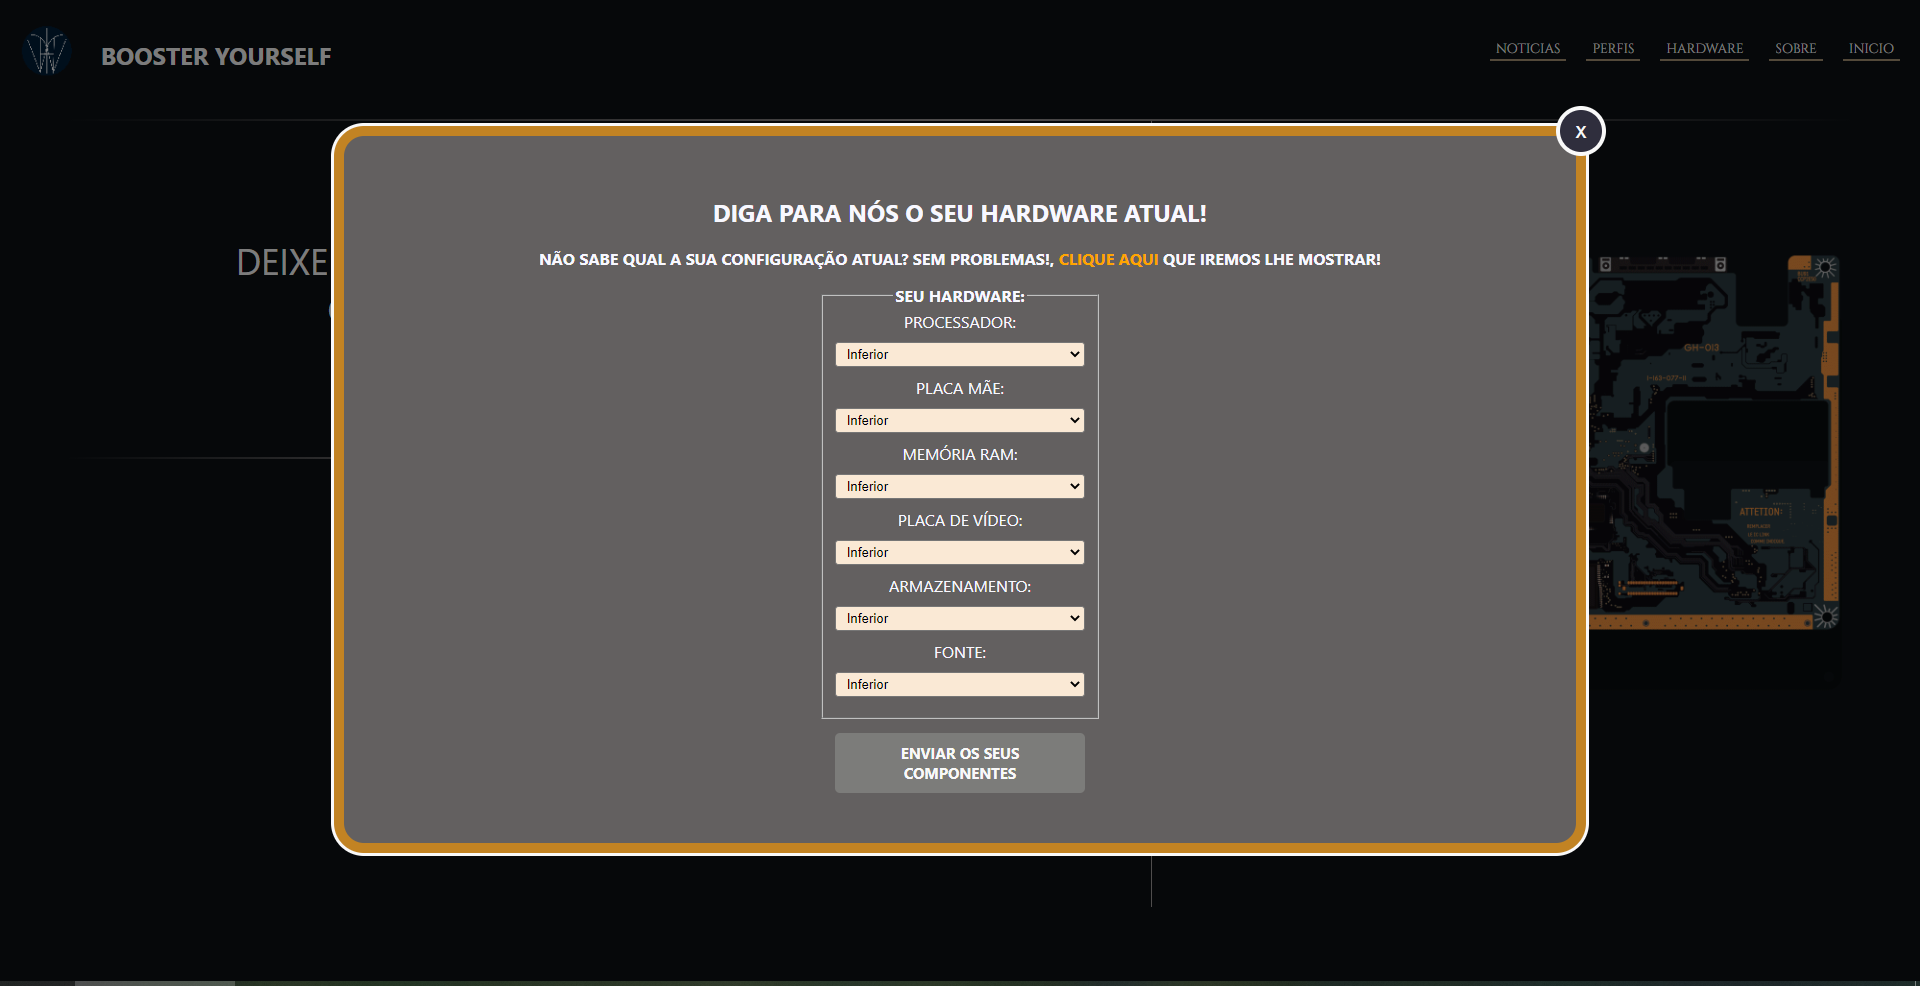 BOOSTER YOURSELF
NOTICIAS PERFIS HARDWARE SOBRE INICIO
X
DIGA PARA NÓS O SEU HARDWARE ATUAL!
NÃO SABE QUAL A SUA CONFIGURAÇÃO ATUAL? SEM PROBLEMAS!, CLIQUE AQUI QUE IREMOS LHE MOSTRAR!
DEIXE
SEU HARDWARE:
PROCESSADOR:
Inferior
PLACA MÃE:
Inferior
MEMÓRIA RAM:
Inferior
PLACA DE VÍDEO:
Inferior
ARMAZENAMENTO:
Inferior
FONTE:
Inferior
ENVIAR OS SEUS
COMPONENTES
GH-013
ATTETION: